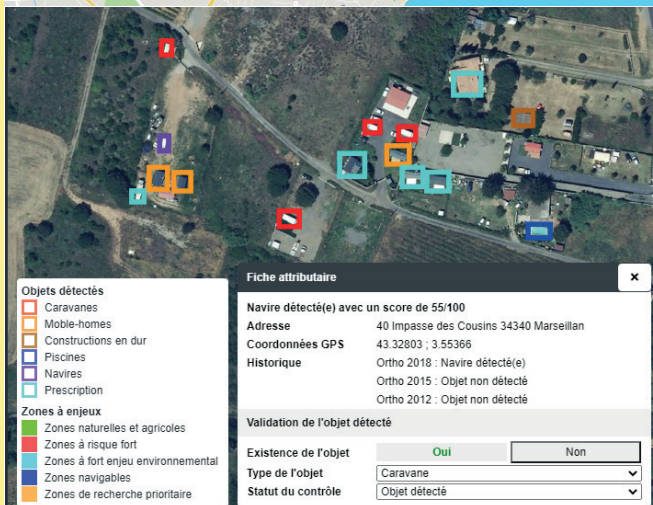 Objets détectés
Caravanes
Moble-homes
Constructions en dur
Piscines
Navires
Prescription
Zones à enjeux
Zones naturelles et agricoles
Zones à risque fort
Zones à fort enjeu environnemental
Zones navigables
Zones de recherche prioritaire
Fiche attributaire
×
Navire détecté(e) avec un score de 55/100
Adresse 40 Impasse des Cousins 34340 Marseillan
Coordonnées GPS 43.32803 ; 3.55366
Historique Ortho 2018 : Navire détecté(e)
Ortho 2015 : Objet non détecté
Ortho 2012 : Objet non détecté
Validation de l'objet détecté
Existence de l'objet Oui Non
Type de l'objet Caravane
Statut du contrôle Objet détecté